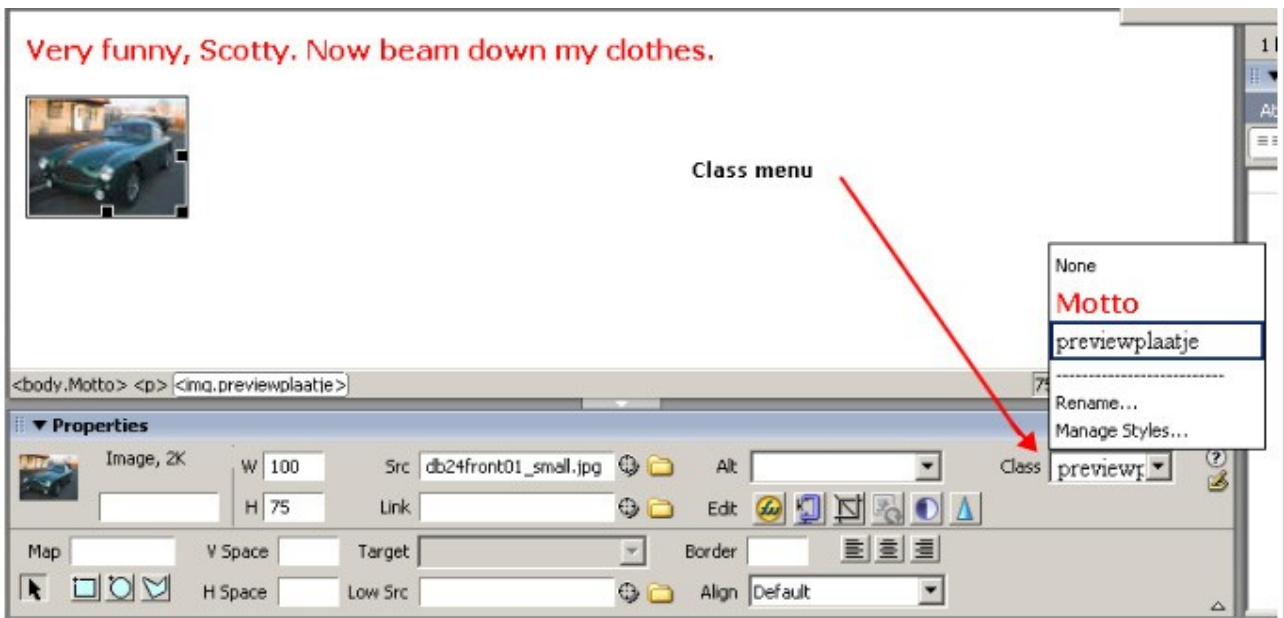 Very funny, Scotty. Now beam down my clothes.
Class menu
None
Motto
previewplaatje
Rename...
Manage Styles...
<body.Motto> <p> <img.previewplaatje>
Properties
Image, 2K
W 100
Src db24front01_small.jpg
Alt
Class previewp
H 75
Link
Edit
Map
V Space
Target
Border
H Space
Low Src
Align Default